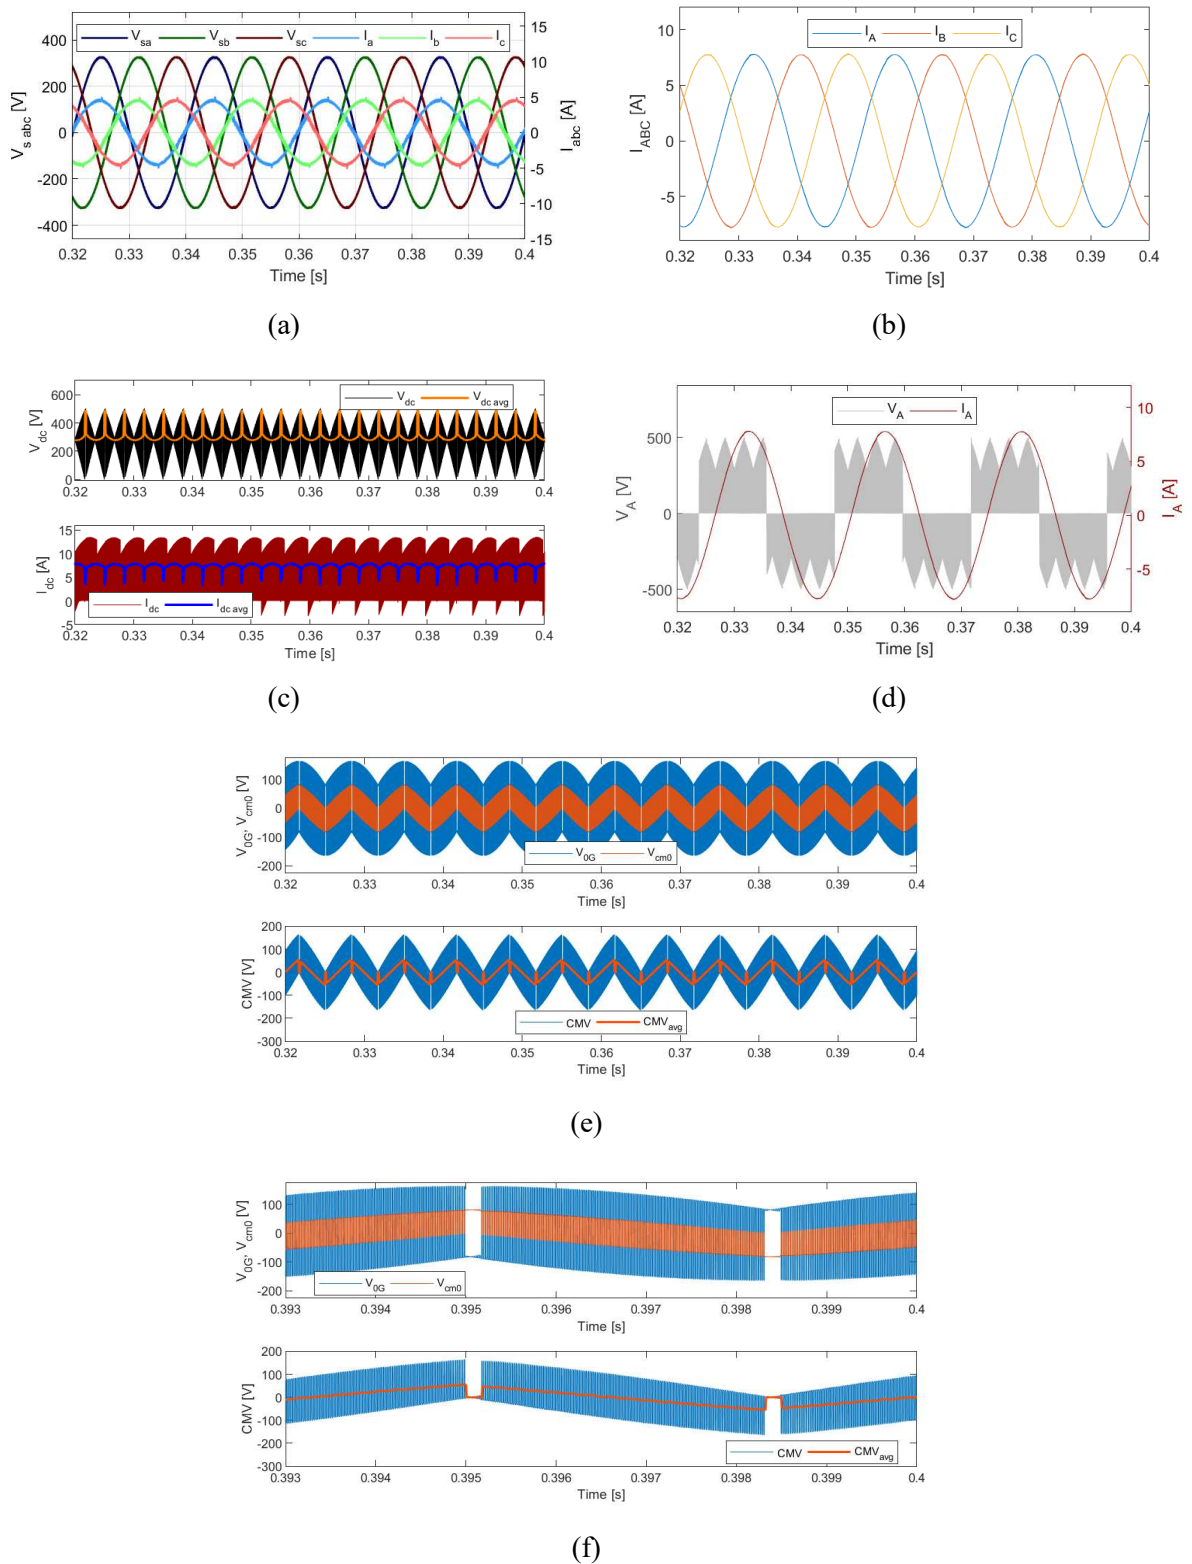 V_sa V_sb V_sc I_a I_b I_c
400
200
0
-200
-400
15
10
5
0
-5
-10
-15
V_s abc [V]
I_abc [A]
0.32 0.33 0.34 0.35 0.36 0.37 0.38 0.39 0.4
Time [s]
(a)
I_A I_B I_C
10
5
0
-5
I_ABC [A]
0.32 0.33 0.34 0.35 0.36 0.37 0.38 0.39 0.4
Time [s]
(b)
V_dc V_dc avg
600
400
200
0
V_dc [V]
0.32 0.33 0.34 0.35 0.36 0.37 0.38 0.39 0.4
15
10
5
0
-5
I_dc [A]
I_dc I_dc avg
0.32 0.33 0.34 0.35 0.36 0.37 0.38 0.39 0.4
Time [s]
(c)
V_A I_A
500
0
-500
V_A [V]
10
5
0
-5
I_A [A]
0.32 0.33 0.34 0.35 0.36 0.37 0.38 0.39 0.4
Time [s]
(d)
100
0
-100
-200
V_0G, V_cm0 [V]
V_0G V_cm0
0.32 0.33 0.34 0.35 0.36 0.37 0.38 0.39 0.4
Time [s]
200
100
0
-100
-200
-300
CMV [V]
CMV CMV_avg
0.32 0.33 0.34 0.35 0.36 0.37 0.38 0.39 0.4
Time [s]
(e)
100
0
-100
-200
V_0G, V_cm0 [V]
V_0G V_cm0
0.393 0.394 0.395 0.396 0.397 0.398 0.399 0.4
Time [s]
200
100
0
-100
-200
-300
CMV [V]
CMV CMV_avg
0.393 0.394 0.395 0.396 0.397 0.398 0.399 0.4
Time [s]
(f)